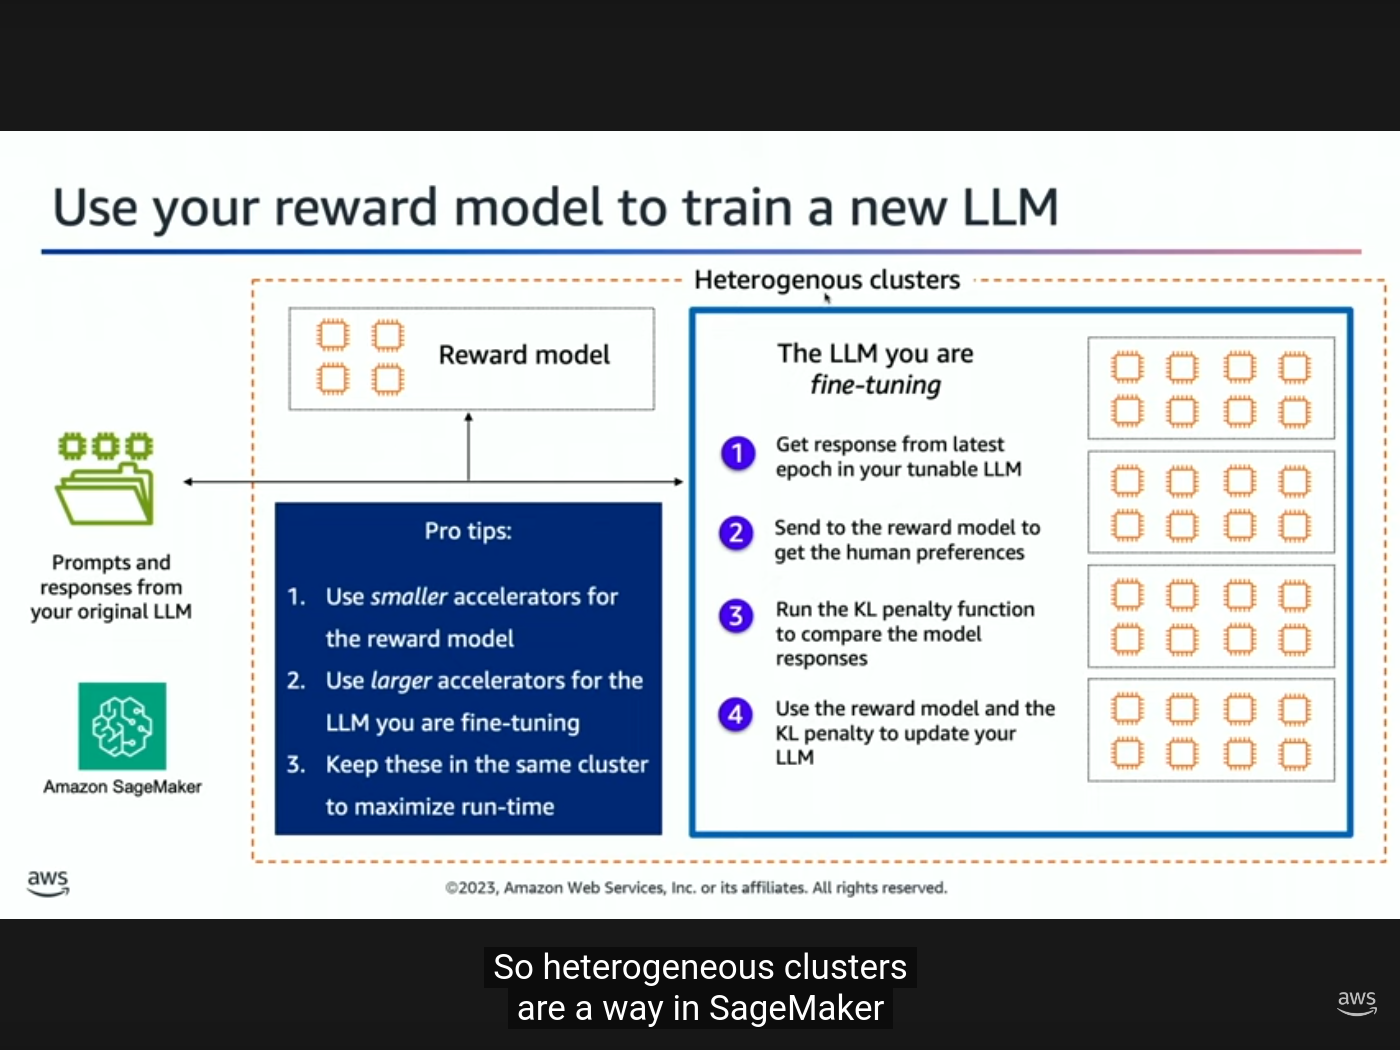 Use your reward model to train a new LLM
Heterogenous clusters
Reward model
Prompts and
responses from
your original LLM
Amazon SageMaker
Pro tips:
1. Use smaller accelerators for
the reward model
2. Use larger accelerators for the
LLM you are fine-tuning
3. Keep these in the same cluster
to maximize run-time
The LLM you are
fine-tuning
1 Get response from latest
epoch in your tunable LLM
2 Send to the reward model to
get the human preferences
3 Run the KL penalty function
to compare the model
responses
4 Use the reward model and the
KL penalty to update your
LLM
aws
©2023, Amazon Web Services, Inc. or its affiliates. All rights reserved.
So heterogeneous clusters
are a way in SageMaker
aws